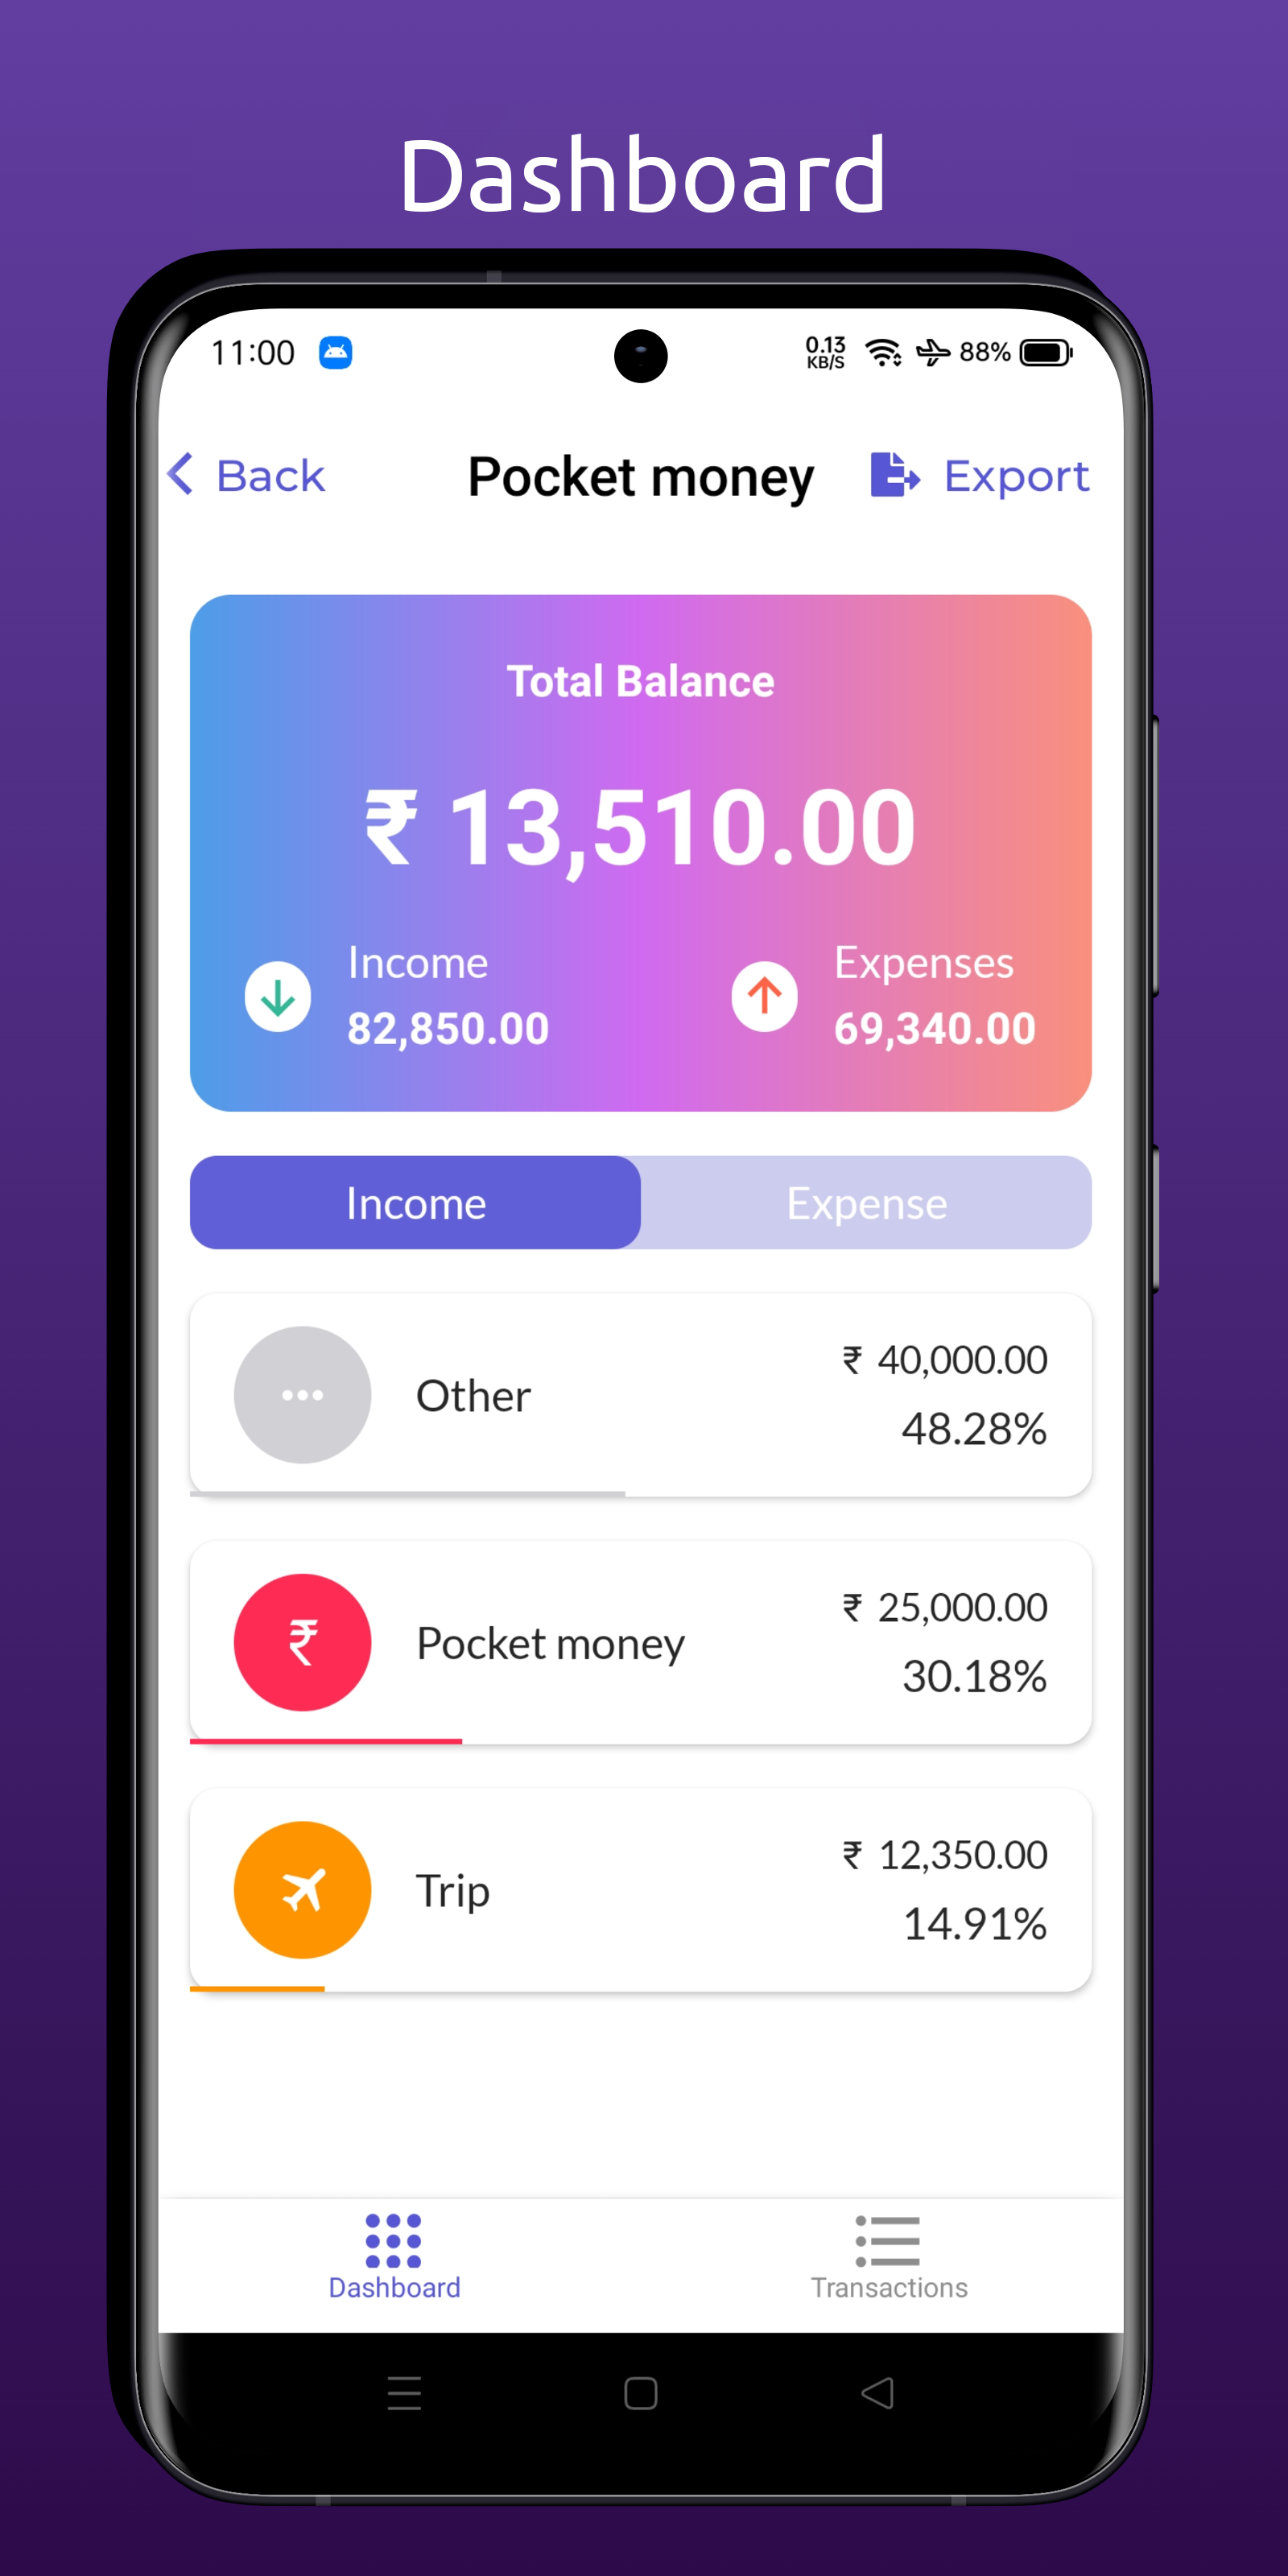 Dashboard
11:00 0.13 KB/S 88%
Back Pocket money Export
Total Balance
₹ 13,510.00
Income Expenses
82,850.00 69,340.00
Income Expense
₹ 40,000.00
Other
48.28%
₹
₹ 25,000.00
Pocket money
30.18%
₹ 12,350.00
Trip
14.91%
Dashboard Transactions